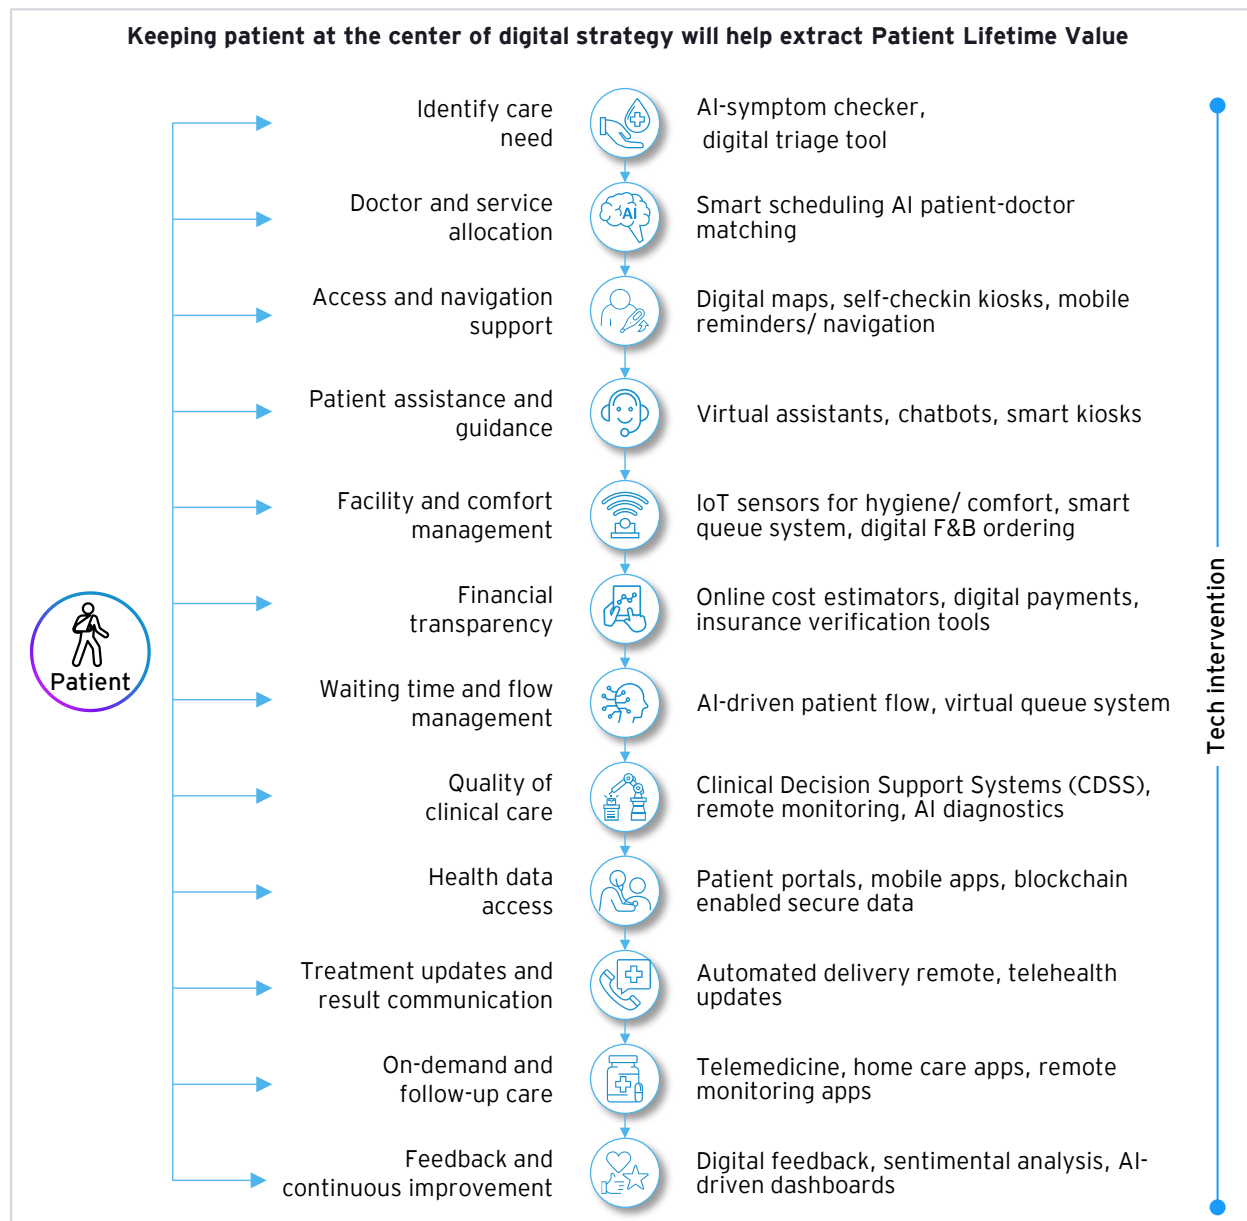 Keeping patient at the center of digital strategy will help extract Patient Lifetime Value
Identify care
need
AI-symptom checker,
digital triage tool
Doctor and service
allocation
AI
Smart scheduling AI patient-doctor
matching
Access and navigation
support
Digital maps, self-checkin kiosks, mobile
reminders/ navigation
Patient assistance and
guidance
Virtual assistants, chatbots, smart kiosks
Facility and comfort
management
IoT sensors for hygiene/ comfort, smart
queue system, digital F&B ordering
Financial
transparency
Online cost estimators, digital payments,
insurance verification tools
Patient
Waiting time and flow
management
AI-driven patient flow, virtual queue system
Tech intervention
Quality of
clinical care
Clinical Decision Support Systems (CDSS),
remote monitoring, AI diagnostics
Health data
access
Patient portals, mobile apps, blockchain
enabled secure data
Treatment updates and
result communication
Automated delivery remote, telehealth
updates
On-demand and
follow-up care
Telemedicine, home care apps, remote
monitoring apps
Feedback and
continuous improvement
Digital feedback, sentimental analysis, AI-
driven dashboards